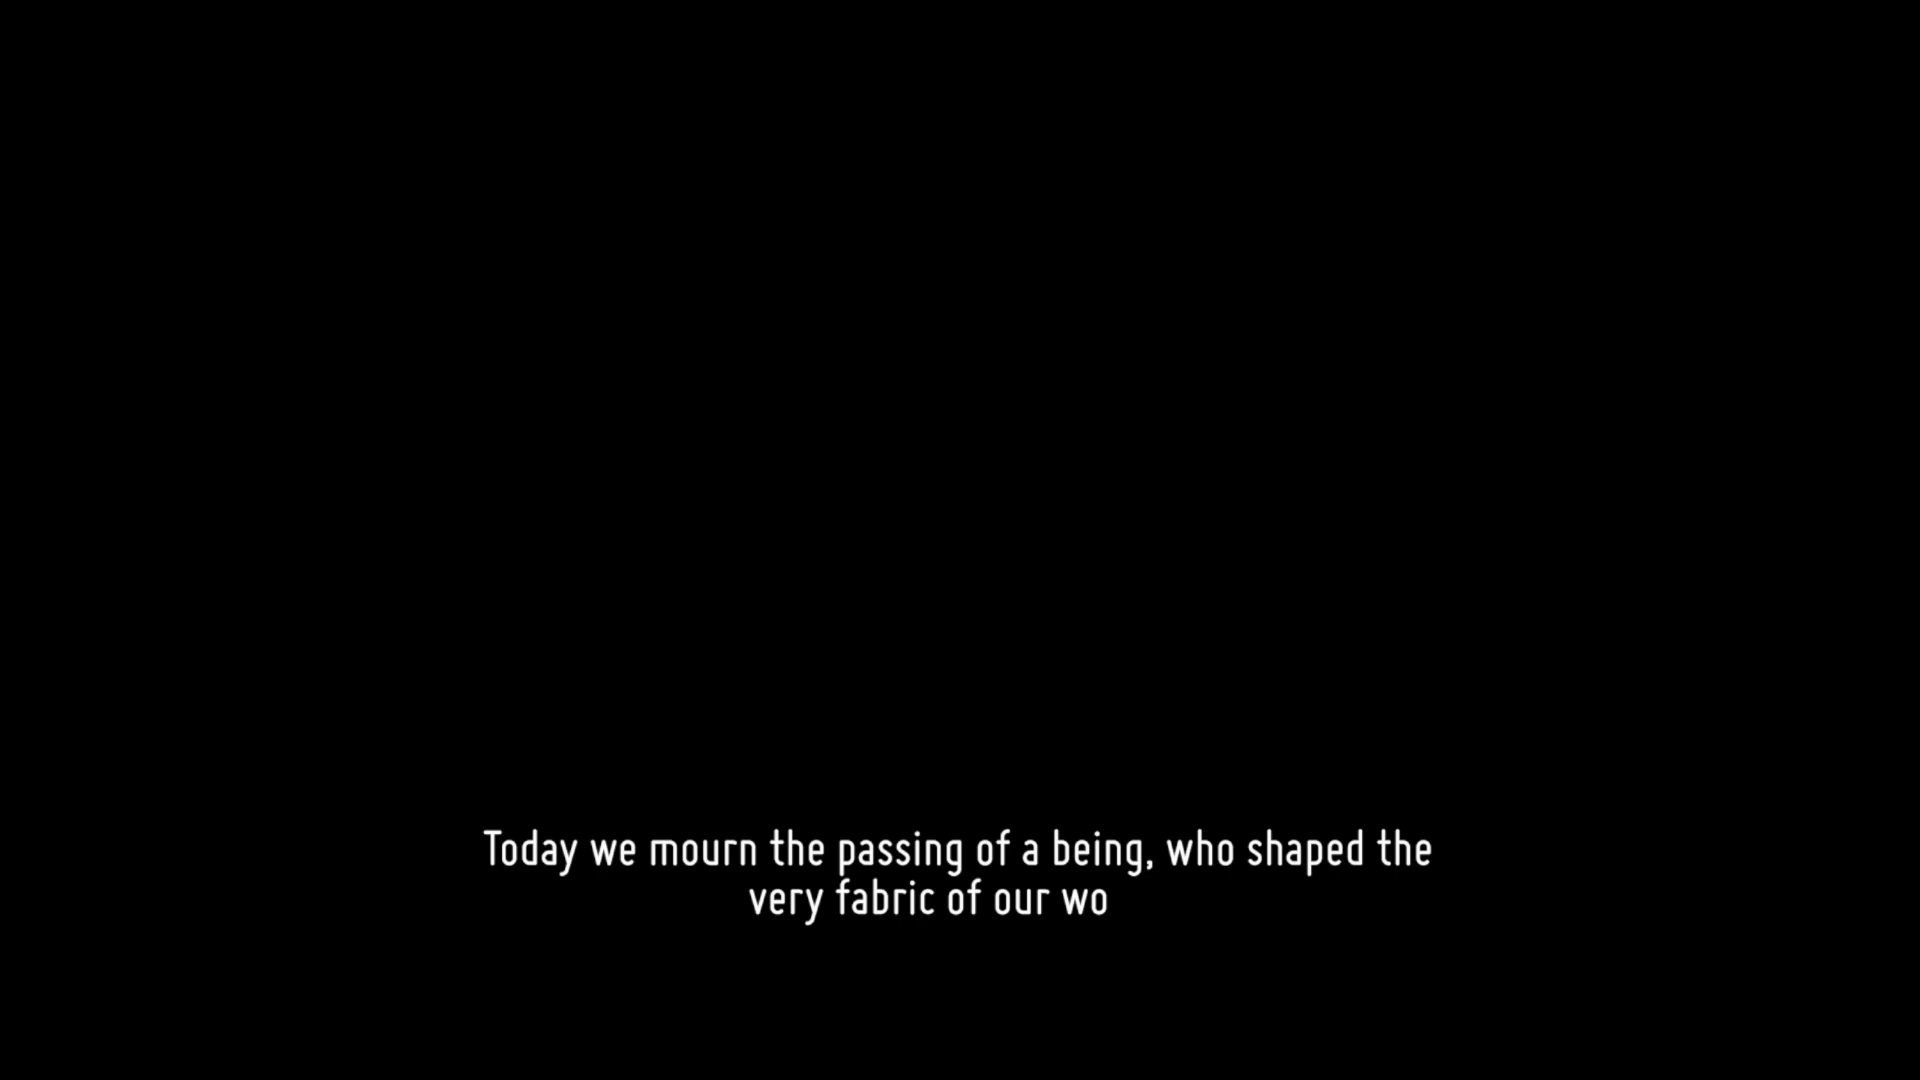 Today we mourn the passing of a being, who shaped the
very fabric of our wo